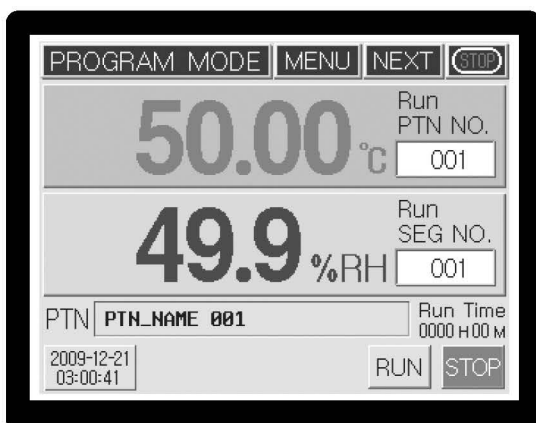 PROGRAM MODE MENU NEXT STOP
50.00 °C
Run
PTN NO.
001
49.9 %RH
Run
SEG NO.
001
PTN PTN_NAME 001
Run Time
0000 H 00 M
2009-12-21
03:00:41
RUN STOP